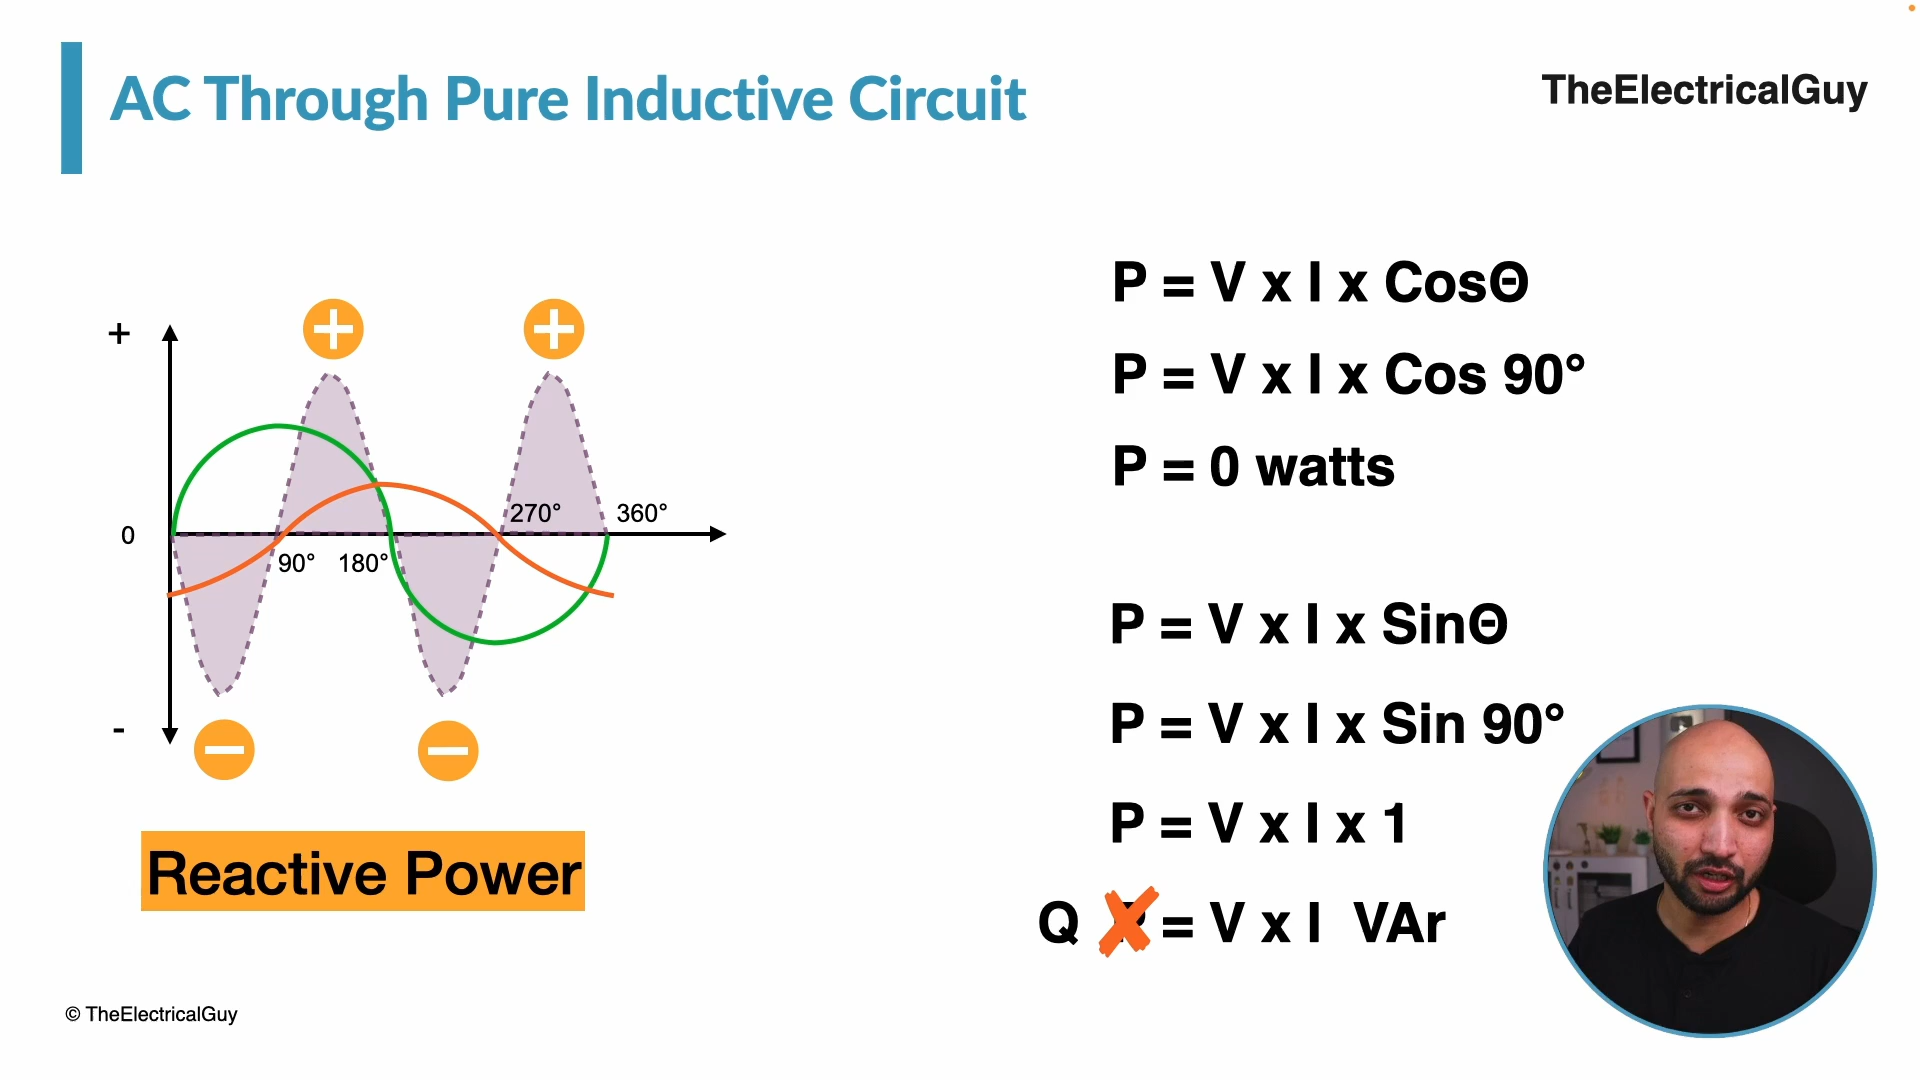 AC Through Pure Inductive Circuit
TheElectricalGuy
+
0
-
90°
180°
270°
360°
Reactive Power
P = V x I x CosΘ
P = V x I x Cos 90°
P = 0 watts
P = V x I x SinΘ
P = V x I x Sin 90°
P = V x I x 1
Q P = V x I VAr
© TheElectricalGuy